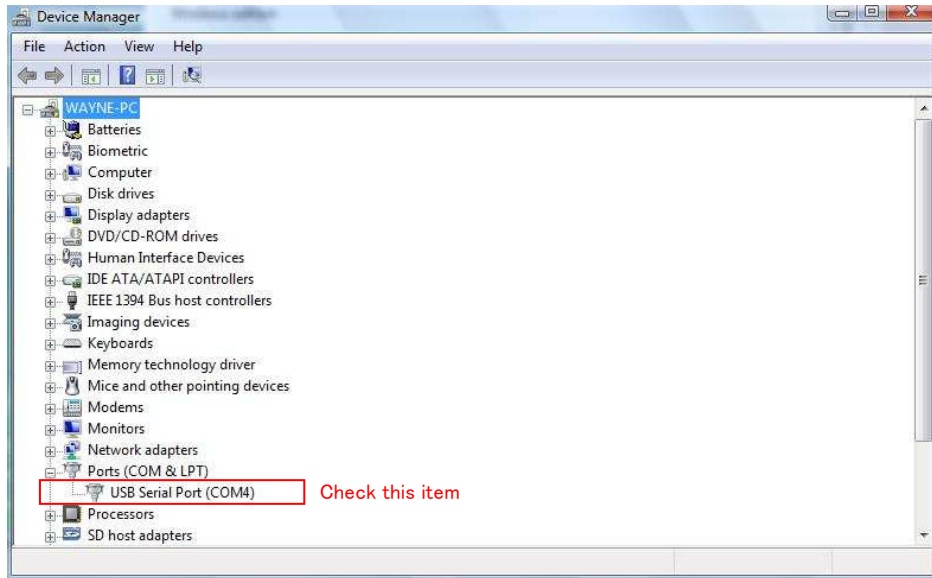 Device Manager
File Action View Help
WAYNE-PC
Batteries
Biometric
Computer
Disk drives
Display adapters
DVD/CD-ROM drives
Human Interface Devices
IDE ATA/ATAPI controllers
IEEE 1394 Bus host controllers
Imaging devices
Keyboards
Memory technology driver
Mice and other pointing devices
Modems
Monitors
Network adapters
Ports (COM & LPT)
USB Serial Port (COM4) Check this item
Processors
SD host adapters